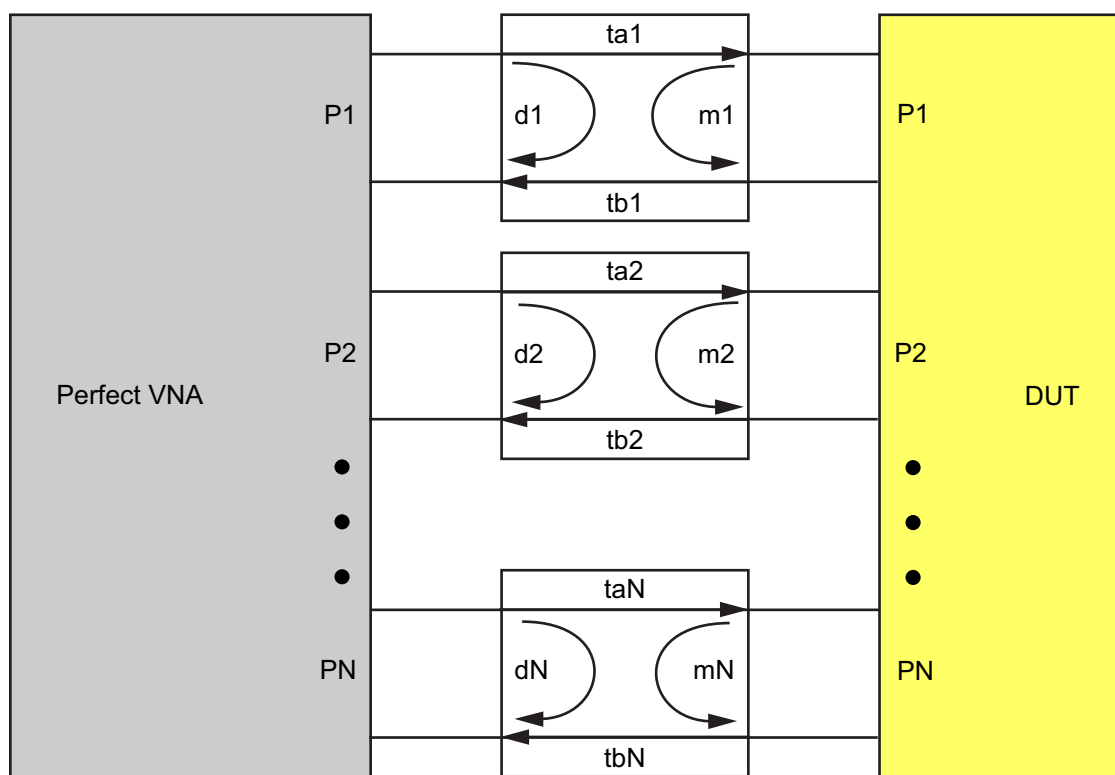 ta1
P1
d1
m1
P1
tb1
ta2
P2
d2
m2
P2
tb2
Perfect VNA
DUT
taN
PN
dN
mN
PN
tbN